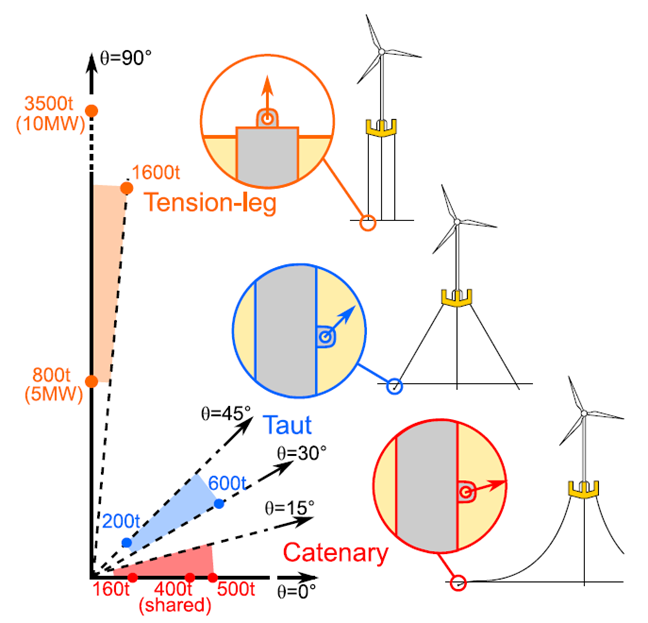 θ=90°
3500t
(10MW)
1600t
Tension-leg
800t
(5MW)
θ=45°
Taut
θ=30°
600t
200t
θ=15°
Catenary
160t
400t
(shared)
500t
θ=0°